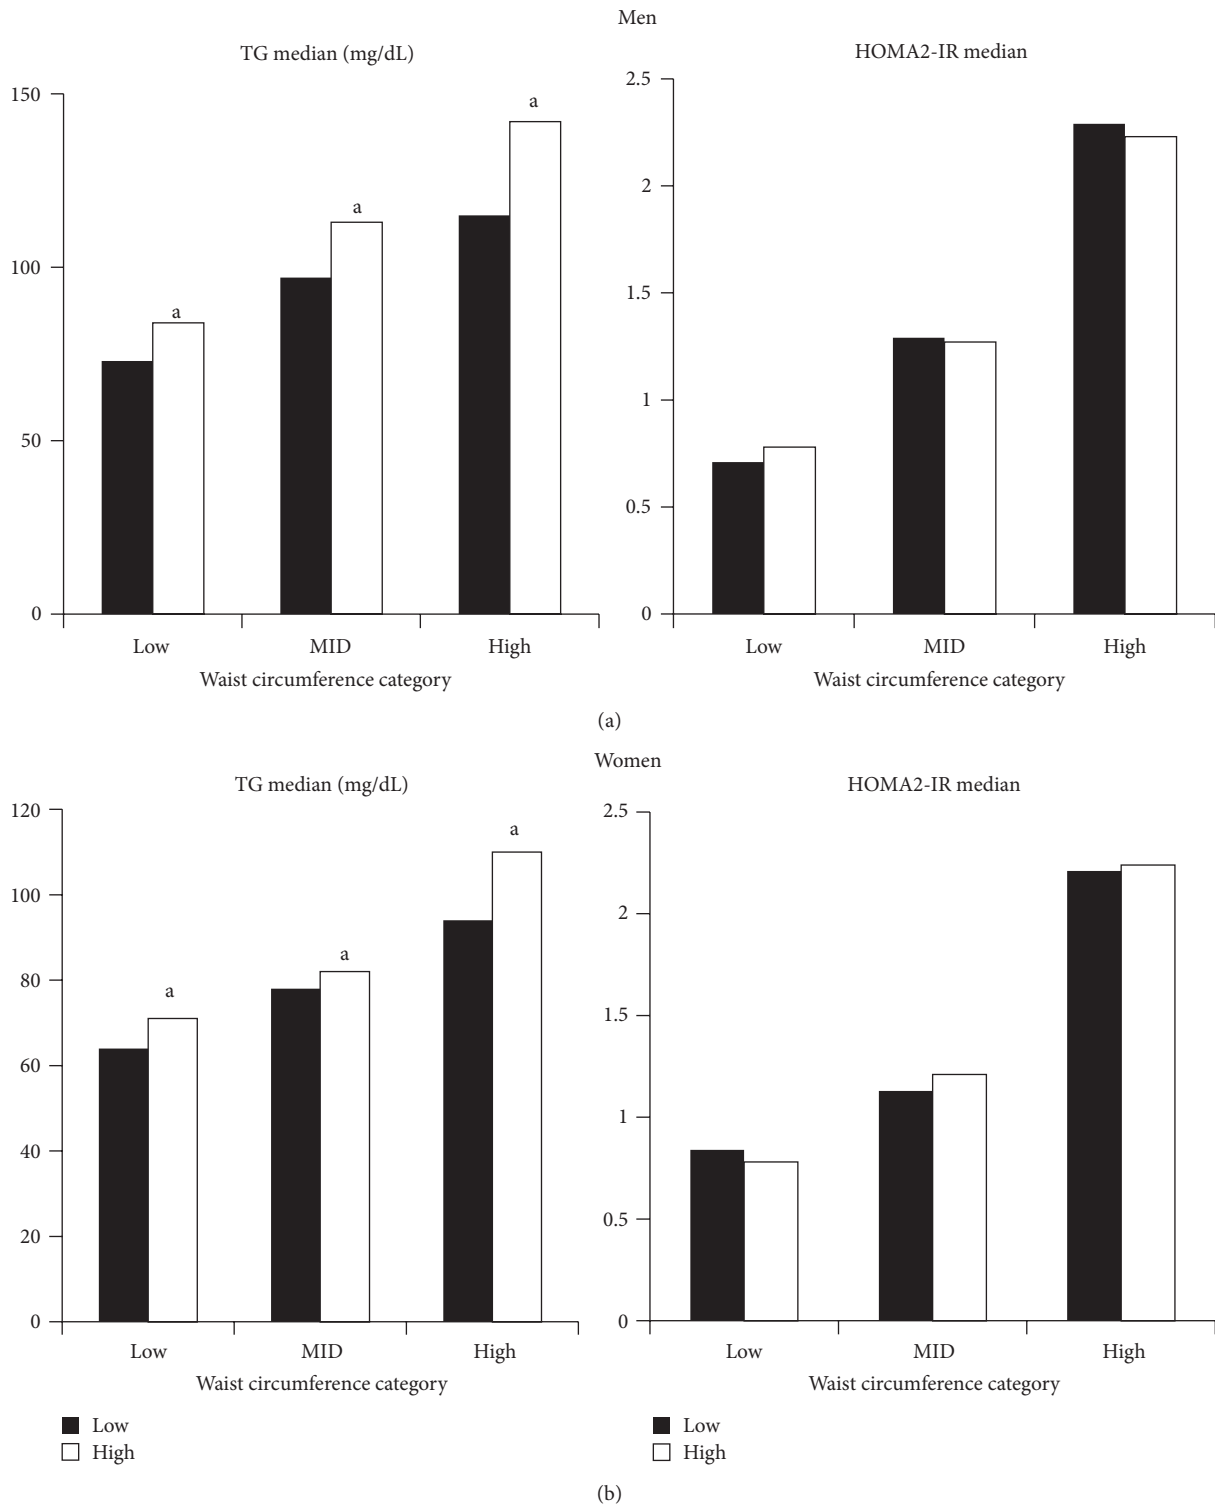 Men
TG median (mg/dL)
150
100
50
0
a
a
a
Low
MID
High
Waist circumference category
HOMA2-IR median
2.5
2
1.5
1
0.5
0
Low
MID
High
Waist circumference category
(a)
Women
TG median (mg/dL)
120
100
80
60
40
20
0
a
a
a
Low
MID
High
Waist circumference category
Low
High
HOMA2-IR median
2.5
2
1.5
1
0.5
0
Low
MID
High
Waist circumference category
Low
High
(b)